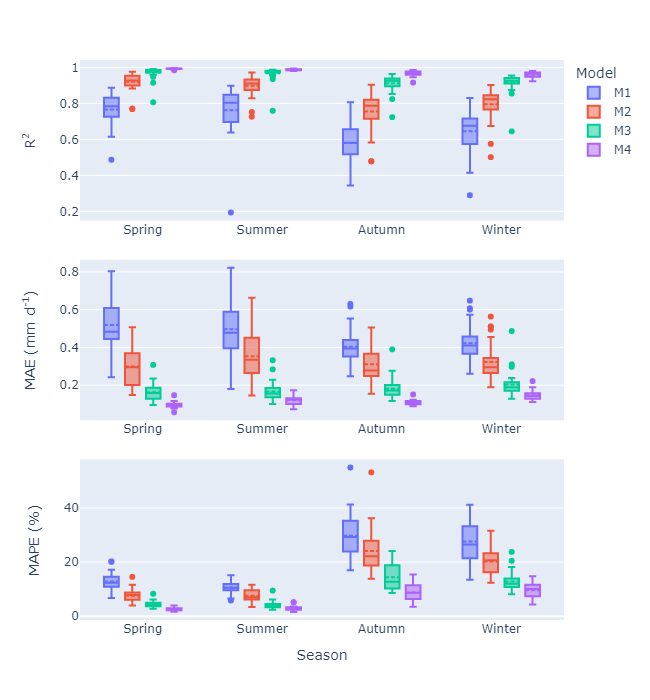 1
0.8
0.6
0.4
0.2
R²
Spring Summer Autumn Winter
Model
M1
M2
M3
M4
0.8
0.6
0.4
0.2
MAE (mm d⁻¹)
Spring Summer Autumn Winter
40
20
0
MAPE (%)
Spring Summer Autumn Winter
Season